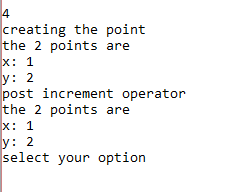 4
creating the point
the 2 points are
x: 1
y: 2
post increment operator
the 2 points are
x: 1
y: 2
select your option